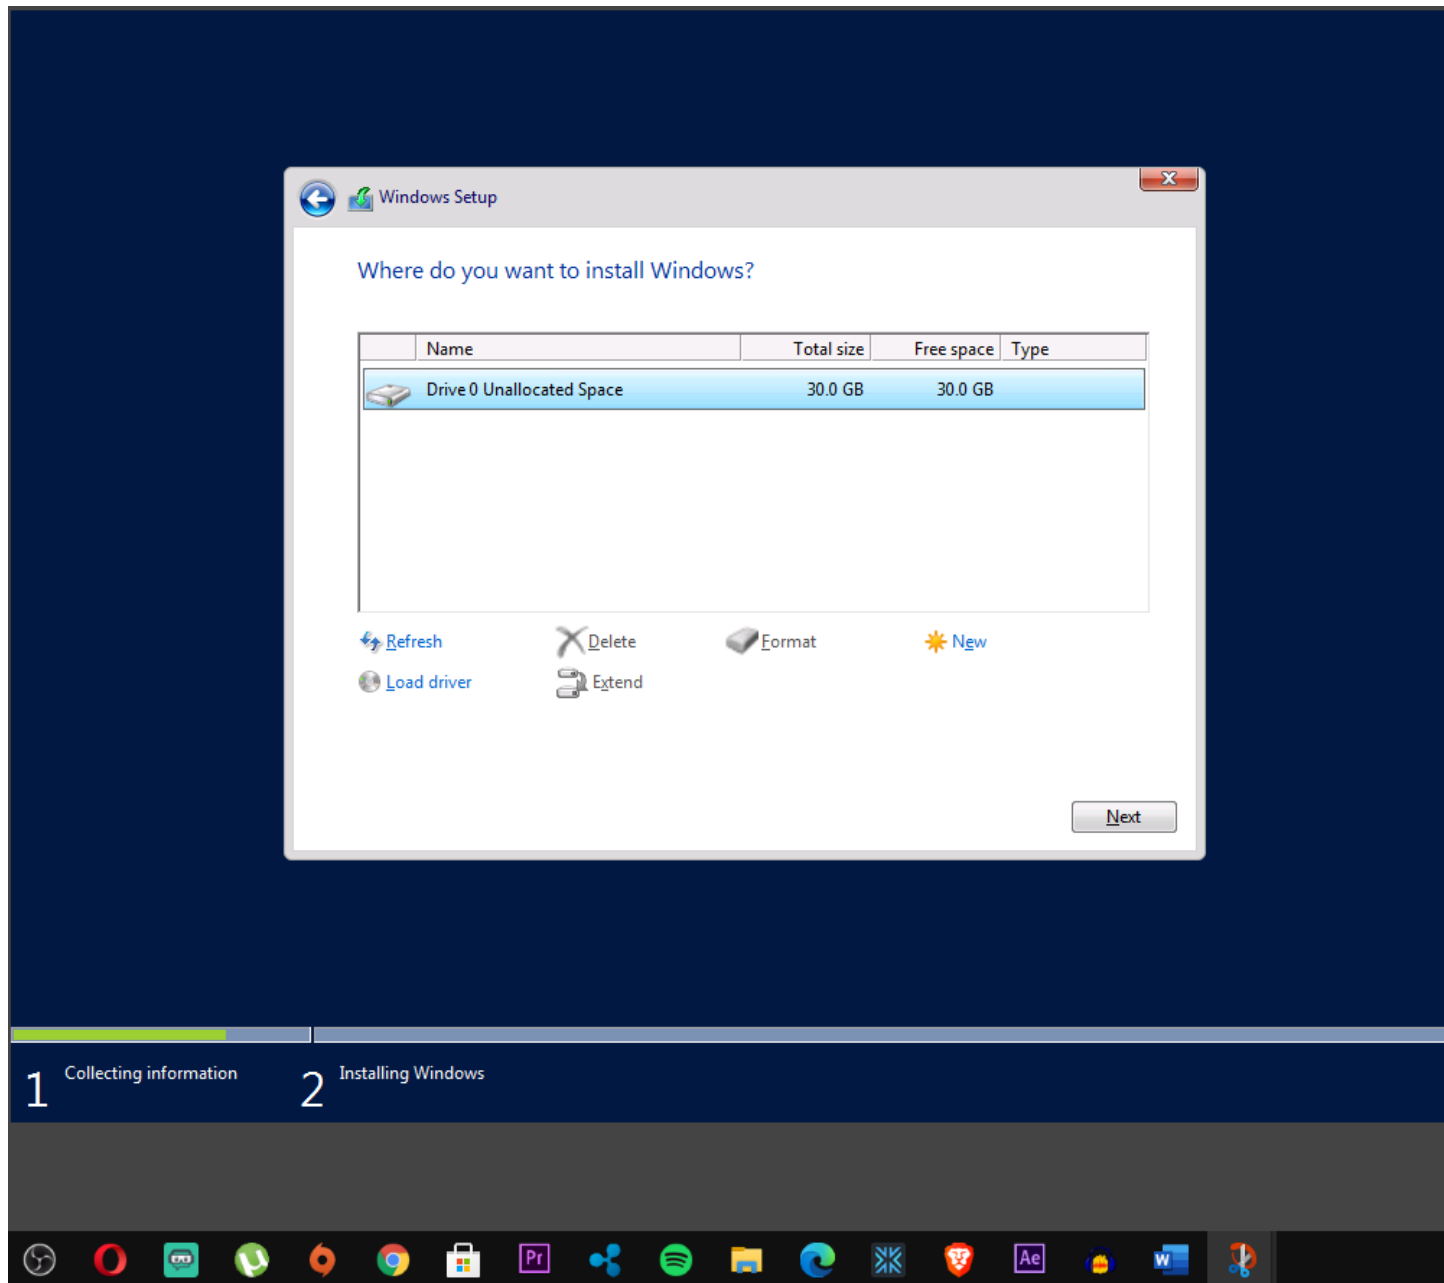 Windows Setup
Where do you want to install Windows?
Name Total size Free space Type
Drive 0 Unallocated Space 30.0 GB 30.0 GB
Refresh Delete Format New
Load driver Extend
Next
1 Collecting information 2 Installing Windows
Pr Ae W